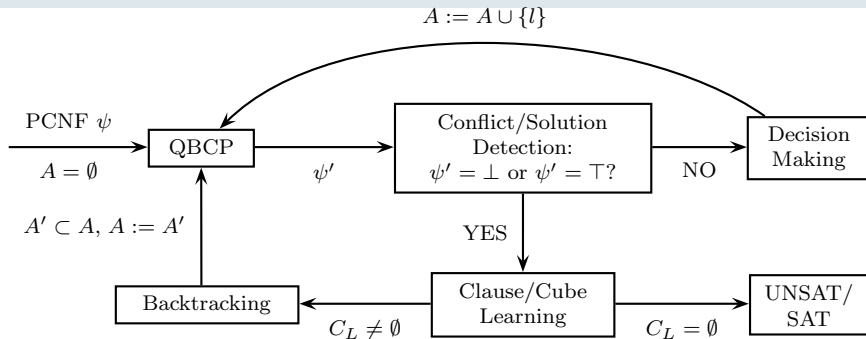 A := A ∪ {l}
PCNF ψ
A = ∅
QBCP
ψ′
Conflict/Solution
Detection:
ψ′ = ⊥ or ψ′ = ⊤?
NO
Decision
Making
A′ ⊂ A, A := A′
YES
Backtracking
C_L ≠ ∅
Clause/Cube
Learning
C_L = ∅
UNSAT/
SAT